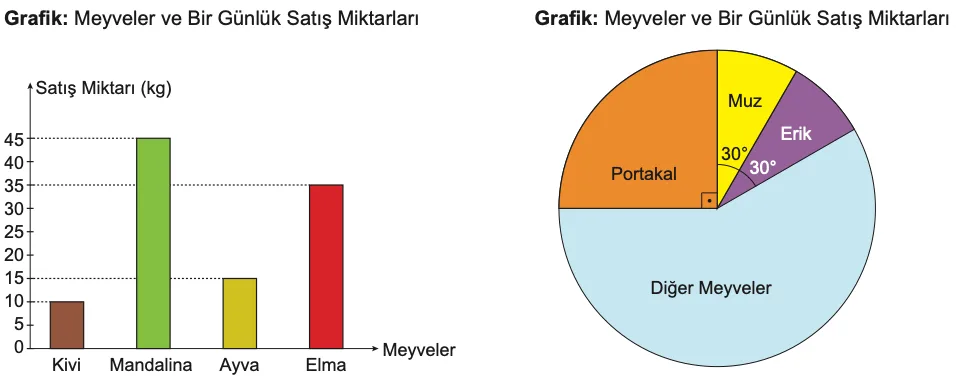 Grafik: Meyveler ve Bir Günlük Satış Miktarları
Satış Miktarı (kg)
45
40
35
30
25
20
15
10
5
0
Kivi
Mandalina
Ayva
Elma
Meyveler
Grafik: Meyveler ve Bir Günlük Satış Miktarları
Muz
Erik
30°
30°
Portakal
Diğer Meyveler